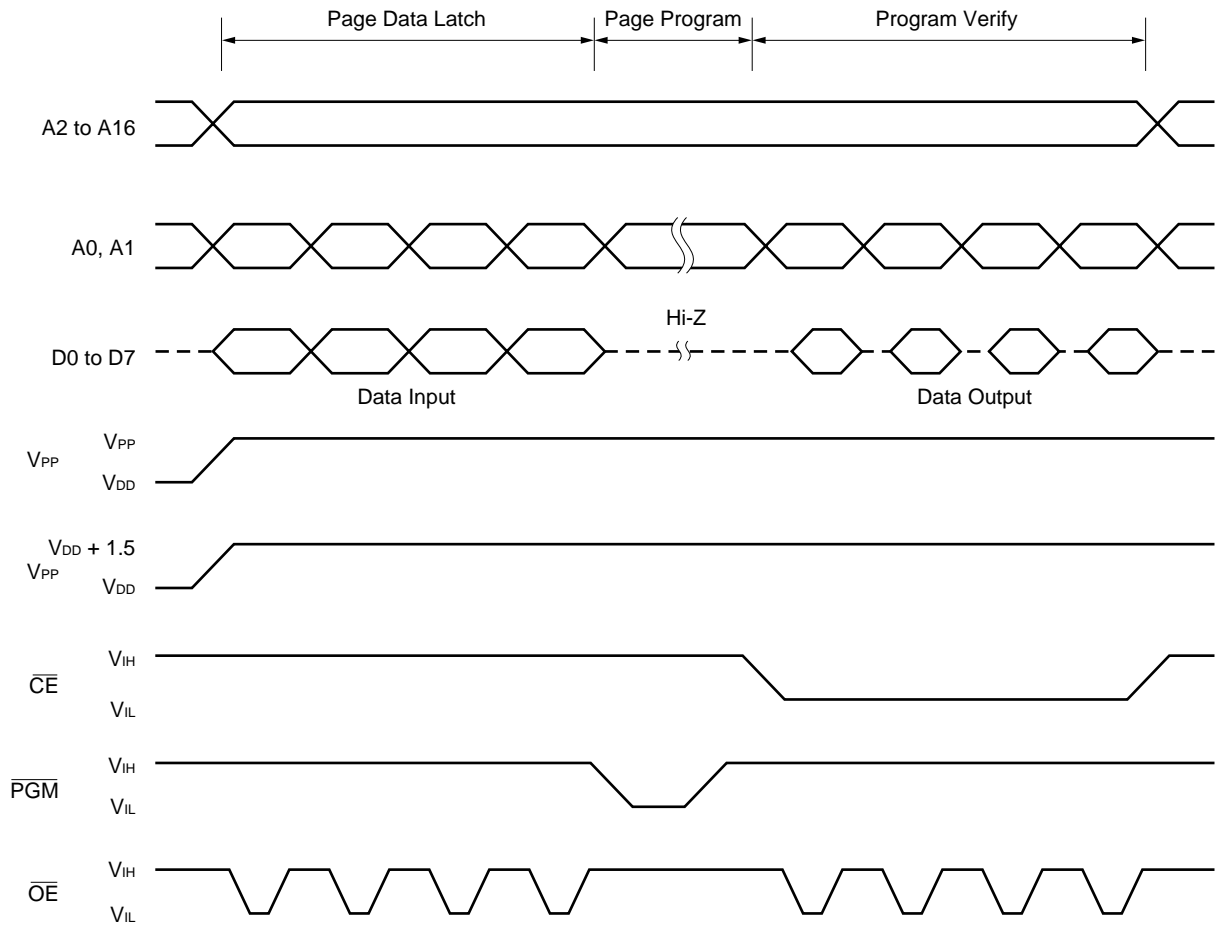 Page Data Latch Page Program Program Verify
A2 to A16
A0, A1
Hi-Z
D0 to D7
Data Input Data Output
VPP
VPP
VDD
VDD + 1.5
VPP
VDD
VIH
CE
VIL
VIH
PGM
VIL
VIH
OE
VIL